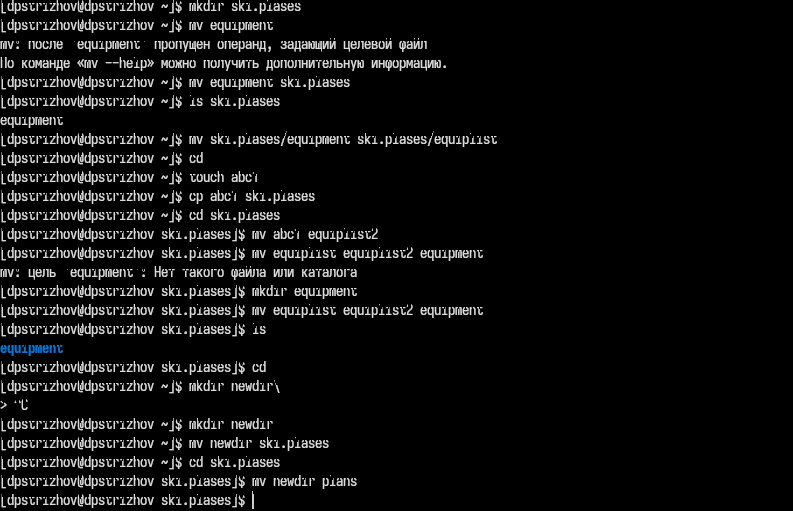 [dpstrizhov@dpstrizhov ~]$ mkdir ski.plases
[dpstrizhov@dpstrizhov ~]$ mv equipment
mv: после 'equipment' пропущен операнд, задающий целевой файл
По команде «mv --help» можно получить дополнительную информацию.
[dpstrizhov@dpstrizhov ~]$ mv equipment ski.plases
[dpstrizhov@dpstrizhov ~]$ ls ski.plases
equipment
[dpstrizhov@dpstrizhov ~]$ mv ski.plases/equipment ski.plases/equiplist
[dpstrizhov@dpstrizhov ~]$ cd
[dpstrizhov@dpstrizhov ~]$ touch abc1
[dpstrizhov@dpstrizhov ~]$ cp abc1 ski.plases
[dpstrizhov@dpstrizhov ~]$ cd ski.plases
[dpstrizhov@dpstrizhov ski.plases]$ mv abc1 equiplist2
[dpstrizhov@dpstrizhov ski.plases]$ mv equiplist equiplist2 equipment
mv: цель 'equipment': Нет такого файла или каталога
[dpstrizhov@dpstrizhov ski.plases]$ mkdir equipment
[dpstrizhov@dpstrizhov ski.plases]$ mv equiplist equiplist2 equipment
[dpstrizhov@dpstrizhov ski.plases]$ ls
equipment
[dpstrizhov@dpstrizhov ski.plases]$ cd
[dpstrizhov@dpstrizhov ~]$ mkdir newdir\
> ^C
[dpstrizhov@dpstrizhov ~]$ mkdir newdir
[dpstrizhov@dpstrizhov ~]$ mv newdir ski.plases
[dpstrizhov@dpstrizhov ~]$ cd ski.plases
[dpstrizhov@dpstrizhov ski.plases]$ mv newdir plans
[dpstrizhov@dpstrizhov ski.plases]$